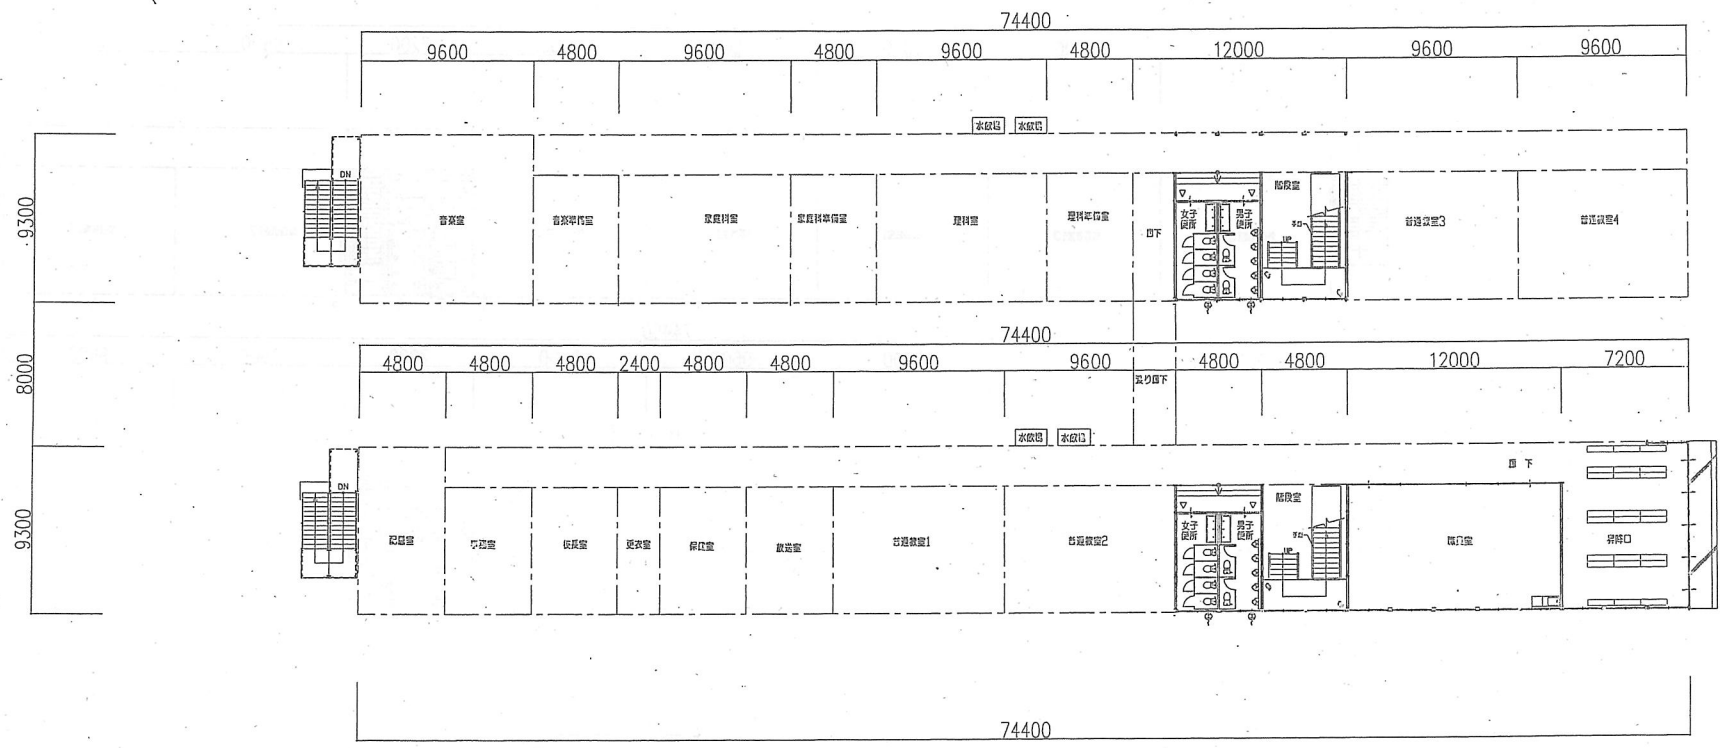 74400
9600 4800 9600 4800 9600 4800 12000 9600 9600
水飲場 水飲場
DN
階段室
9300
音楽室 音楽準備室 家庭科室 家庭科準備室 理科室 理科準備室 廊下 女子便所 男子便所 普通教室3 普通教室4
UP
74400
8000
4800 4800 4800 2400 4800 4800 9600 9600 4800 4800 12000 7200
渡り廊下
水飲場 水飲場
廊下
DN
階段室
9300
女子便所 男子便所
校長室 更衣室 保健室 放送室 普通教室1 普通教室2 職員室 昇降口
UP
74400